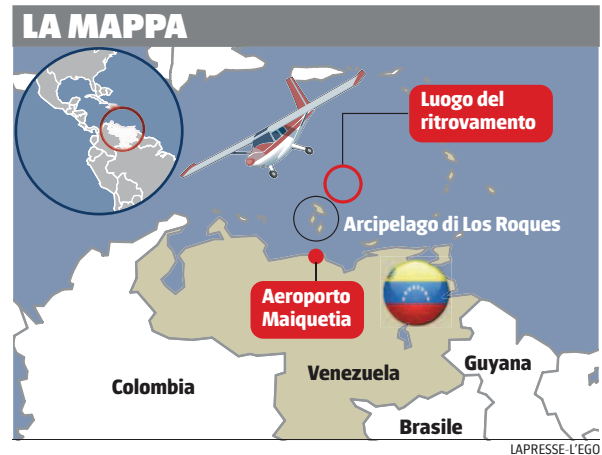 LA MAPPA
Luogo del
ritrovamento
Arcipelago di Los Roques
Aeroporto
Maiquetia
Venezuela
Guyana
Colombia
Brasile
LAPRESSE-L'EGO